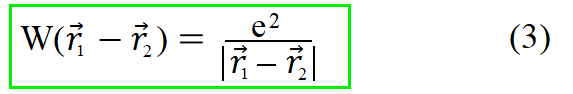 W(r⃗₁ − r⃗₂) = e² / |r⃗₁ − r⃗₂| (3)